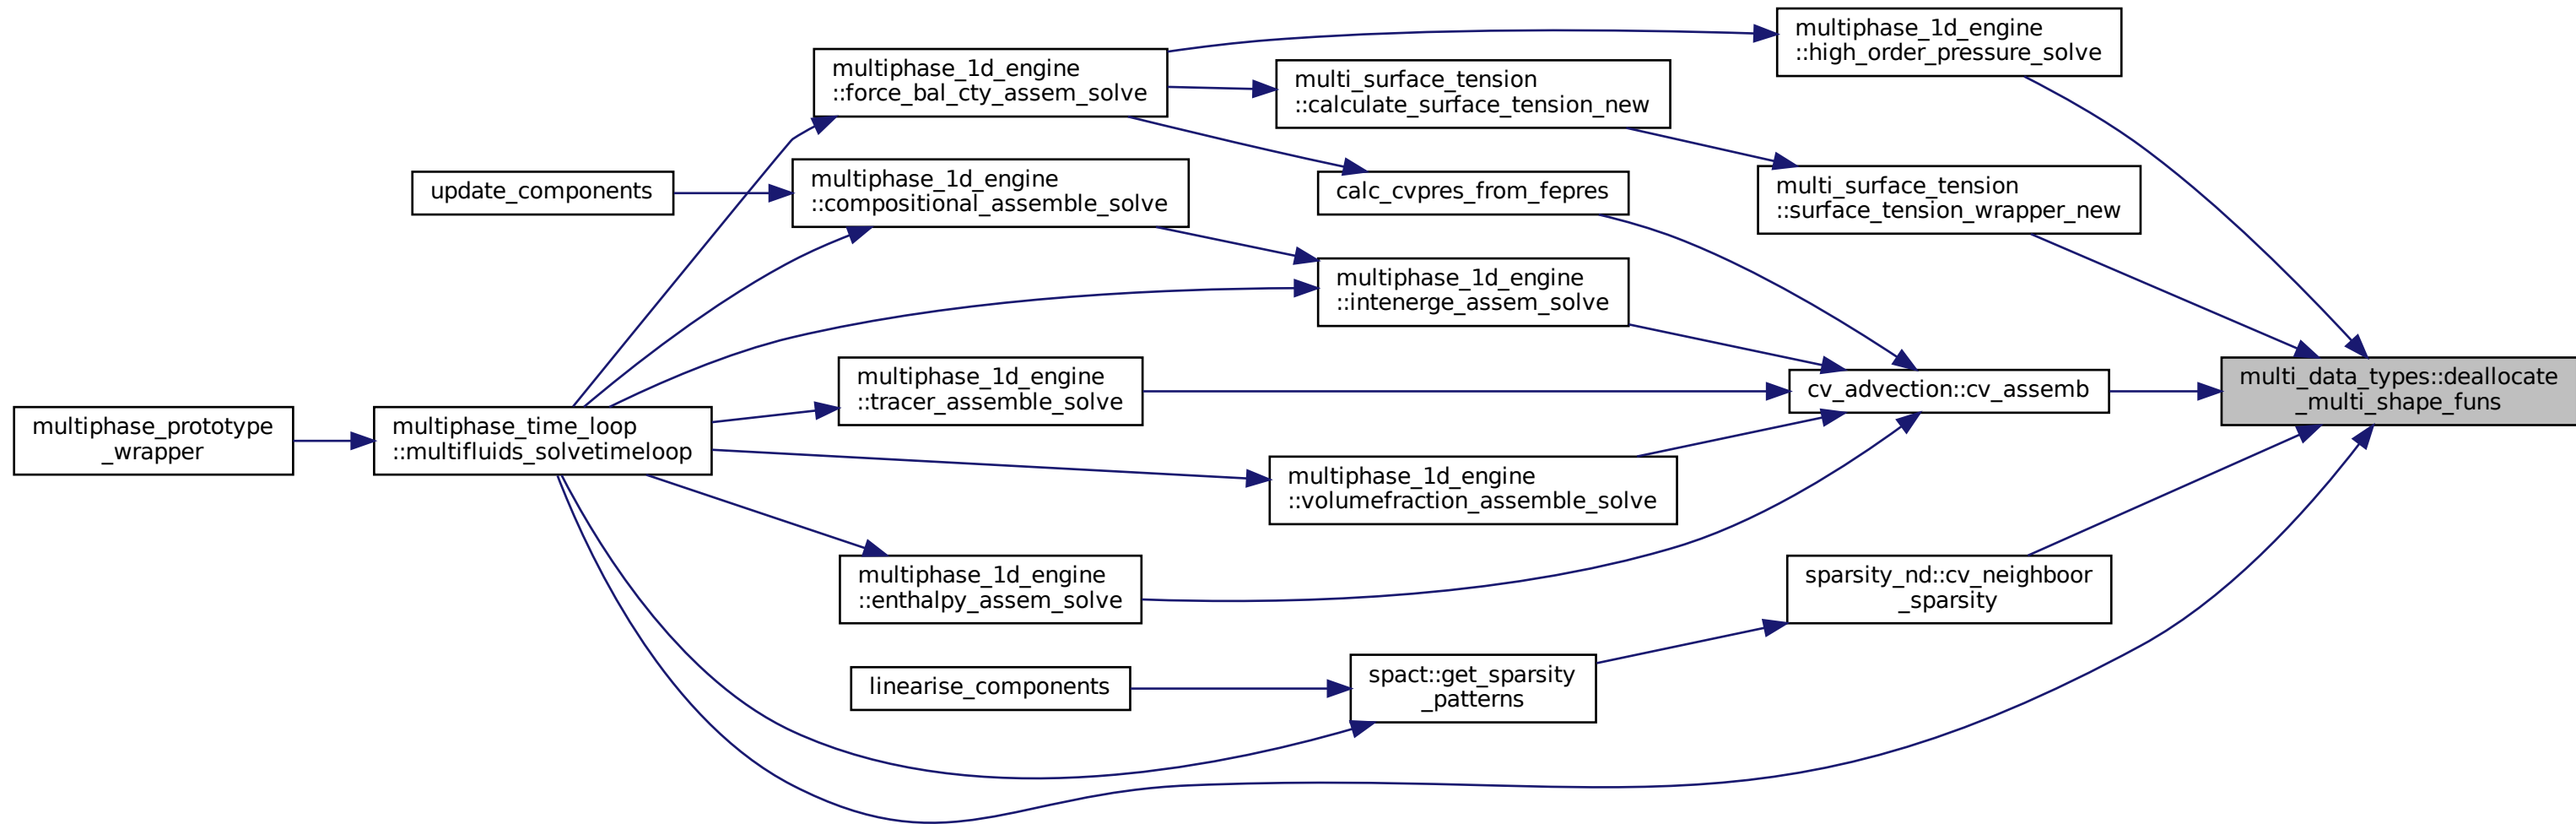 multiphase_1d_engine
::high_order_pressure_solve
multiphase_1d_engine
::force_bal_cty_assem_solve
multi_surface_tension
::calculate_surface_tension_new
update_components
multiphase_1d_engine
::compositional_assemble_solve
calc_cvpres_from_fepres
multi_surface_tension
::surface_tension_wrapper_new
multiphase_1d_engine
::intenerge_assem_solve
multiphase_1d_engine
::tracer_assemble_solve
cv_advection::cv_assemb
multi_data_types::deallocate
_multi_shape_funs
multiphase_prototype
_wrapper
multiphase_time_loop
::multifluids_solvetimeloop
multiphase_1d_engine
::volumefraction_assemble_solve
multiphase_1d_engine
::enthalpy_assem_solve
sparsity_nd::cv_neighboor
_sparsity
linearise_components
spact::get_sparsity
_patterns